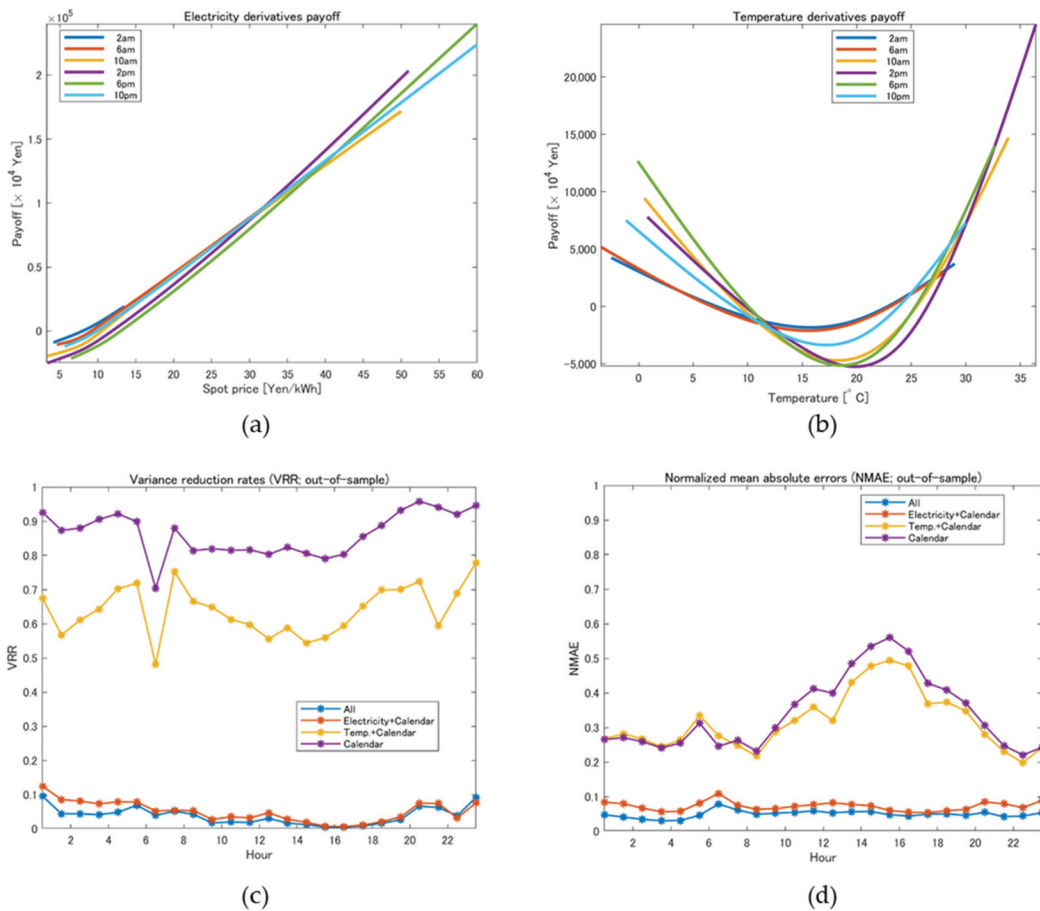 Electricity derivatives payoff
×10⁵
2am
6am
10am
2pm
6pm
10pm
Payoff [× 10⁴ Yen]
2
1.5
1
0.5
0
5 10 15 20 25 30 35 40 45 50 55 60
Spot price [Yen/kWh]
(a)
Temperature derivatives payoff
2am
6am
10am
2pm
6pm
10pm
Payoff [× 10⁴ Yen]
20,000
15,000
10,000
5,000
0
−5,000
0 5 10 15 20 25 30 35
Temperature [°C]
(b)
Variance reduction rates (VRR; out-of-sample)
VRR
1
0.9
0.8
0.7
0.6
0.5
0.4
0.3
0.2
0.1
0
All
Electricity+Calendar
Temp.+Calendar
Calendar
2 4 6 8 10 12 14 16 18 20 22
Hour
(c)
Normalized mean absolute errors (NMAE; out-of-sample)
NMAE
1
0.9
0.8
0.7
0.6
0.5
0.4
0.3
0.2
0.1
0
All
Electricity+Calendar
Temp.+Calendar
Calendar
2 4 6 8 10 12 14 16 18 20 22
Hour
(d)